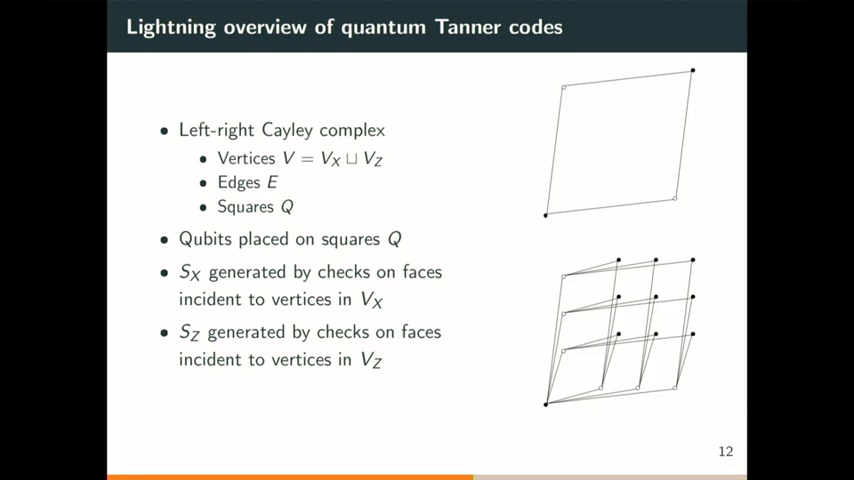 Lightning overview of quantum Tanner codes
• Left-right Cayley complex
• Vertices V = V_X ⊔ V_Z
• Edges E
• Squares Q
• Qubits placed on squares Q
• S_X generated by checks on faces
incident to vertices in V_X
• S_Z generated by checks on faces
incident to vertices in V_Z
12